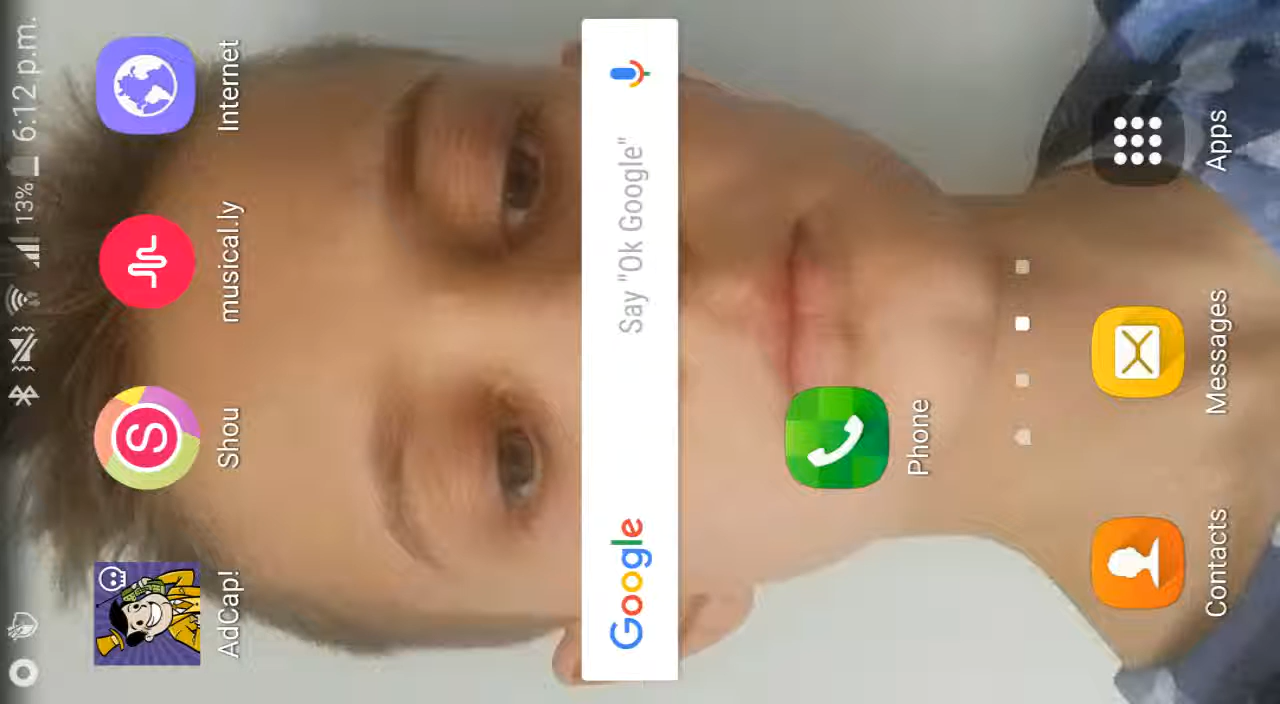 13% 6:12 p.m.
AdCap!
Shou
musical.ly
Internet
Google
Say "Ok Google"
Phone
Contacts
Messages
Apps